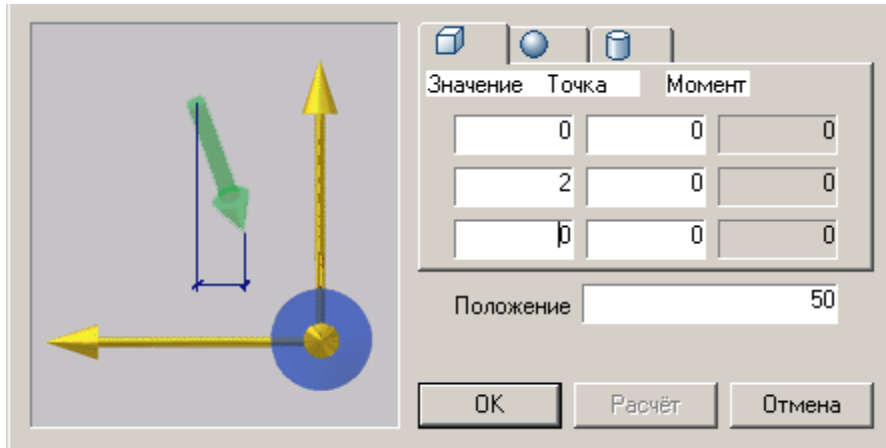 Значение Точка Момент
0 0 0
2 0 0
0 0 0
Положение 50
OK Расчёт Отмена